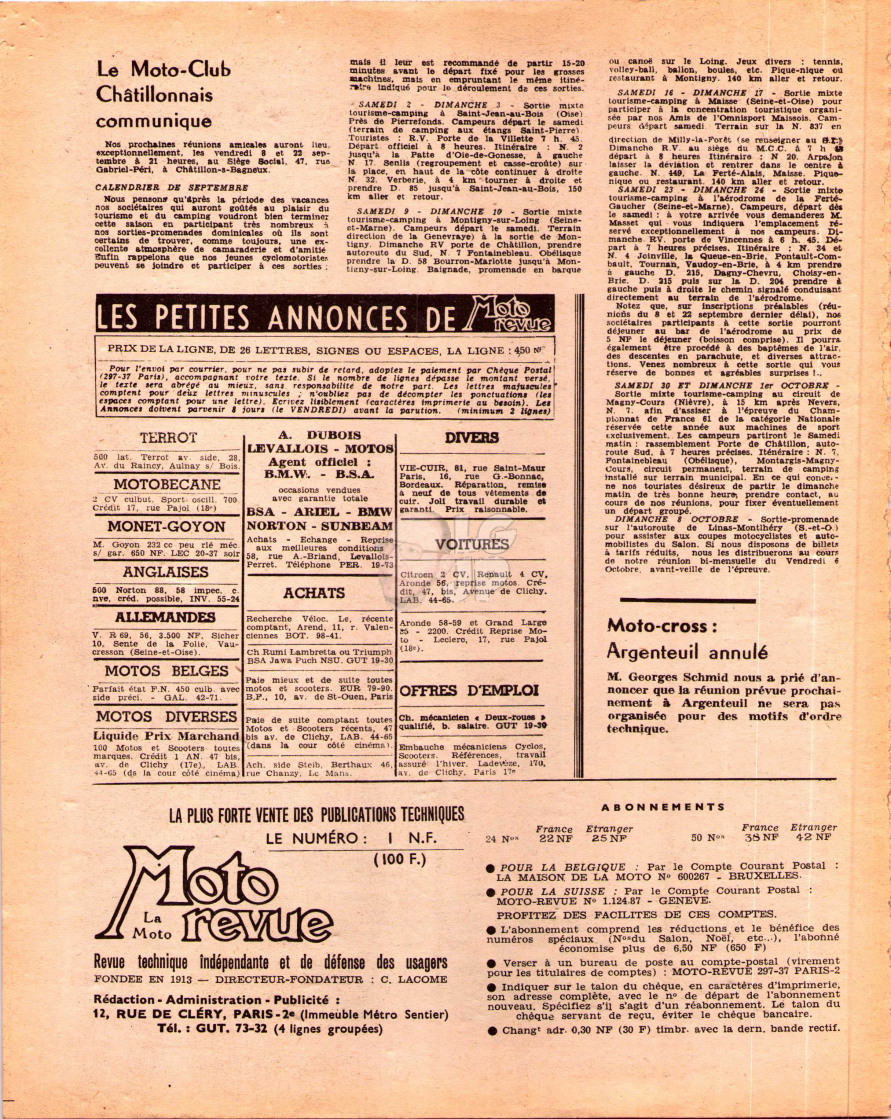 Le Moto-Club
Châtillonnais
communique
Nos prochaines réunions amicales auront lieu,
exceptionnellement, les vendredi 8 et 22 sep-
tembre à 21 heures, au Siège Social, 47, rue
Gabriel-Péri, à Châtillon-s-Bagneux.
CALENDRIER DE SEPTEMBRE
Nous pensons qu'après la période des vacances
nos sociétaires qui auront goûtés au plaisir du
tourisme et du camping voudront bien terminer
cette saison en participant très nombreux à
nos sorties-promenades dominicales où ils sont
certains de trouver, comme toujours, une ex-
collente atmosphère de camaraderie et d'amitié
Enfin rappelons que nos jeunes cyclomotoristes
peuvent se joindre et participer à ces sorties ;
mais il leur est recommandé de partir 15-20
minutes avant le départ fixé pour les grosses
machines, mais en empruntant le même itiné-
raire indiqué pour le déroulement de ces sorties.
SAMEDI 2 - DIMANCHE 3 - Sortie mixte
tourisme-camping à Saint-Jean-au-Bois (Oise)
Près de Pierrefonds. Campeurs départ le samedi
(terrain de camping aux étangs Saint-Pierre)
Touristes : R.V. Porte de la Villette 7 h. 45.
Départ officiel à 8 heures. Itinéraire : N. 2
jusqu'à la Patte - d'Oie-de-Gonesse, à gauche
N 17. Senlis (regroupement et casse-croûte) sur
la place, en haut de la côte continuer à droite
N. 32. Verberie, à 4 km tourner à droite et
prendre D. 85 jusqu'à Saint-Jean-au-Bois, 150
km aller et retour.
SAMEDI 9 - DIMANCHE 10 - Sortie mixte
tourisme-camping à Montigny-sur-Loing (Seine-
et-Marne). Campeurs départ le samedi. Terrain
direction de la Genevraye) à la sortie de Mon-
tigny. Dimanche RV porte de Châtillon, prendre
autoroute du Sud, N. 7 Fontainebleau. Obélisque
prendre la D. 58 Bourron-Mariotte jusqu'à Mon-
tigny-sur-Loing. Baignade, promenade en barque
ou canoë sur le Loing. Jeux divers : tennis,
volley-ball, ballon, boules, etc. Pique-nique ou
restaurant à Montigny. 140 km aller et retour.
SAMEDI 16 - DIMANCHE 17 - Sortie mixte
tourisme-camping à Maisse (Seine-et-Oise) pour
participer à la concentration touristique organi-
sée par nos Amis de l'Omnisport Maissois. Cam-
peurs départ samedi. Terrain sur la N. 837 en
direction de Milly-la-Forêt (se renseigner au
Dimanche R.V. au siège du M.C.C. à 7 h
départ à 8 heures Itinéraire : N 20. Arpajon
laisser la déviation et rentrer dans le centre à
gauche. N. 449, La Ferté-Alais, Maisse. Pique-
nique ou restaurant. 140 km aller et retour.
SAMEDI 23 - DIMANCHE 24 - Sortie mixte
tourisme-camping à l'aérodrome de la Ferté-
Gaucher (Seine-et-Marne). Campeurs, départ dès
le samedi : à votre arrivée vous demanderez M.
Masset qui vous indiquera l'emplacement ré-
servé exceptionnellement à nos campeurs. Di-
manche RV. porte de Vincennes à 6 h. 45. Dé-
part à 7 heures précises. Itinéraire : N. 34 et
N. 4 Joinville, la Queue-en-Brie, Pontault-Com-
bault, Tournan, Vaudoy-en-Brie, à 4 km prendre
à gauche D. 215, Dagny-Chevru, Choisy-en-
Brie. D. 215 puis sur la D. 204 prendre à
gauche puis à droite le chemin signalé conduisant
directement au terrain de l'aérodrome.
Notez que, sur inscriptions préalables (réu-
nions du 8 et 22 septembre dernier délai), nos
sociétaires participants à cette sortie pourront
déjeuner au bar de l'aérodrome au prix de
5 NF le déjeuner (boisson comprise). Il pourra
également être procédé à des baptêmes de l'air,
des descentes en parachute, et diverses attrac-
tions. Venez nombreux à cette sortie qui vous
réserve de bonnes et agréables surprises !..
SAMEDI 30 ET DIMANCHE 1er OCTOBRE -
Sortie mixte tourisme-camping au circuit de
Magny-Cours (Nièvre), à 15 km après Nevers,
N. 7, afin d'assiser à l'épreuve du Cham-
pionnat de France 61 de la catégorie Nationale
réservée cette année aux machines de sport
exclusivement. Les campeurs partiront le Samedi
matin : rassemblement Porte de Châtillon, auto-
route Sud, à 7 heures précises. Iténéraire : N. 7,
Fontainebleau (Obélisque), Montargis-Magny-
Cours, circuit permanent, terrain de camping
installé sur terrain municipal. En ce qui concer-
ne nos touristes désireux de partir le dimanche
matin de très bonne heure, prendre contact, au
cours de nos réunions, pour fixer éventuellement
un départ groupé.
DIMANCHE 8 OCTOBRE - Sortie-promenade
sur l'autoroute de Linas-Montlhéry (S.-et-O.)
pour assister aux coupes motocyclistes et auto-
mobilistes du Salon. Si nous disposons de billets
à tarifs réduits, nous les distribuerons au cours
de notre réunion bi-mensuelle du Vendredi 6
Octobre, avant-veille de l'épreuve.
Moto-cross :
Argenteuil annulé
M. Georges Schmid nous a prié d'an-
noncer que la réunion prévue prochai-
nement à Argenteuil ne sera pas
organisée pour des motifs d'ordre
technique.
LES PETITES ANNONCES DE Moto revue
PRIX DE LA LIGNE, DE 26 LETTRES, SIGNES OU ESPACES, LA LIGNE : 4,50 NF
Pour l'envoi par courrier, pour ne pas subir de retard, adoptez le paiement par Chèque Postal
(297-37 Paris), accompagnant votre texte. Si le nombre de lignes dépasse le montant versé,
le texte sera abrégé au mieux, sans responsabilité de notre part. Les lettres majuscules
comptent pour deux lettres minuscules ; n'oubliez pas de décompter les ponctuations (les
espaces comptant pour une lettre). Ecrivez lisiblement (caractères imprimerie au besoin). Les
Annonces doivent parvenir 8 jours (le VENDREDI) avant la parution. (minimum 2 lignes)
TERROT
500 lat. Terrot av. side, 28,
Av. du Raincy, Aulnay s/ Bois.
MOTOBECANE
2 CV culbut. Sport- oscill. 700
Crédit 17, rue Pajol (18e)
MONET-GOYON
M. Goyon 232 cc peu rlé méc
s/ gar. 650 NF. LEC 20-37 soir
ANGLAISES
500 Norton 88, 58 impec. c.
nve, créd. possible, INV. 55-24
ALLEMANDES
V. R 69, 56, 3.500 NF. Sicher
10, Sente de la Folie, Vau-
cresson (Seine-et-Oise).
MOTOS BELGES
Parfait état F.N. 450 culb. avec
side préci. - GAL. 42-71.
MOTOS DIVERSES
Liquide Prix Marchand
100 Motos et Scooters toutes
marques. Crédit 1 AN. 47 bis,
av. de Clichy (17e), LAB.
44-65 (ds la cour côté cinéma)
A. DUBOIS
LEVALLOIS - MOTOS
Agent officiel :
B.M.W. - B.S.A.
occasions vendues
avec garantie totale
BSA - ARIEL - BMW
NORTON - SUNBEAM
Achats - Echange - Reprise
aux meilleures conditions
58, rue A.-Briand, Levallois-
Perret. Téléphone PER. 19-73
ACHATS
Recherche Véloc. Le, récente
comptant, Arend, 11, r. Valen-
ciennes BOT. 98-41.
Ch Rumi Lambretta ou Triumph
BSA Jawa Puch NSU. GUT 19-30
Paie mieux et de suite toutes
motos et scooters. EUR 79-90.
B.F., 10, av. de St-Ouen, Paris
Paie de suite comptant toutes
Motos et Scooters récents, 47
bis av. de Clichy, LAB. 44-65
(dans la cour côté cinéma).
Ach. side Steib, Berthaux 46,
rue Chanzy, Le Mans.
DIVERS
VIE-CUIR, 81, rue Saint-Maur
Paris, 16, rue G.-Bonnac,
Bordeaux. Réparation, remise
à neuf de tous vêtements de
cuir. Joli travail durable et
garanti. Prix raisonnable.
VOITURES
Citroen 2 CV, Renault 4 CV,
Aronde 56, reprise motos. Cré-
dit, 47, bis, Avenue de Clichy.
LAB. 44-65.
Aronde 58-59 et Grand Large
- 2200. Crédit Reprise Mo-
to - Leclerc, 17, rue Pajol
(18e).
OFFRES D'EMPLOI
Ch. mécanicien « Deux-roues »
qualifié, b. salaire. GUT 19-30
Embauche mécaniciens Cyclos,
Scooters. Références, travail
assuré l'hiver. Ladevèze, 170,
av. de Clichy, Paris 17e
LA PLUS FORTE VENTE DES PUBLICATIONS TECHNIQUES
LE NUMÉRO : 1 N.F.
(100 F.)
La Moto
Moto revue
Revue technique indépendante et de défense des usagers
FONDEE EN 1913 — DIRECTEUR-FONDATEUR : C. LACOME
Rédaction - Administration - Publicité :
12, RUE DE CLÉRY, PARIS-2e (Immeuble Métro Sentier)
Tél. : GUT. 73-32 (4 lignes groupées)
ABONNEMENTS
France Etranger France Etranger
24 Nos 22 NF 25 NF 50 Nos 38 NF 42 NF
● POUR LA BELGIQUE : Par le Compte Courant Postal :
LA MAISON DE LA MOTO No 600267 - BRUXELLES.
● POUR LA SUISSE : Par le Compte Courant Postal :
MOTO-REVUE No 1.124.87 - GENEVE.
PROFITEZ DES FACILITES DE CES COMPTES.
● L'abonnement comprend les réductions et le bénéfice des
numéros spéciaux (Nos du Salon, Noël, etc...), l'abonné
économise plus de 6,50 NF (650 F)
● Verser à un bureau de poste au compte-postal (virement
pour les titulaires de comptes) : MOTO-REVUE 297-37 PARIS-2
● Indiquer sur le talon du chèque, en caractères d'imprimerie,
son adresse complète, avec le no de départ de l'abonnement
nouveau. Spécifiez s'il s'agit d'un réabonnement. Le talon du
chèque servant de reçu, éviter le chèque bancaire.
● Changt adr. 0,30 NF (30 F) timbr. avec la dern. bande rectif.